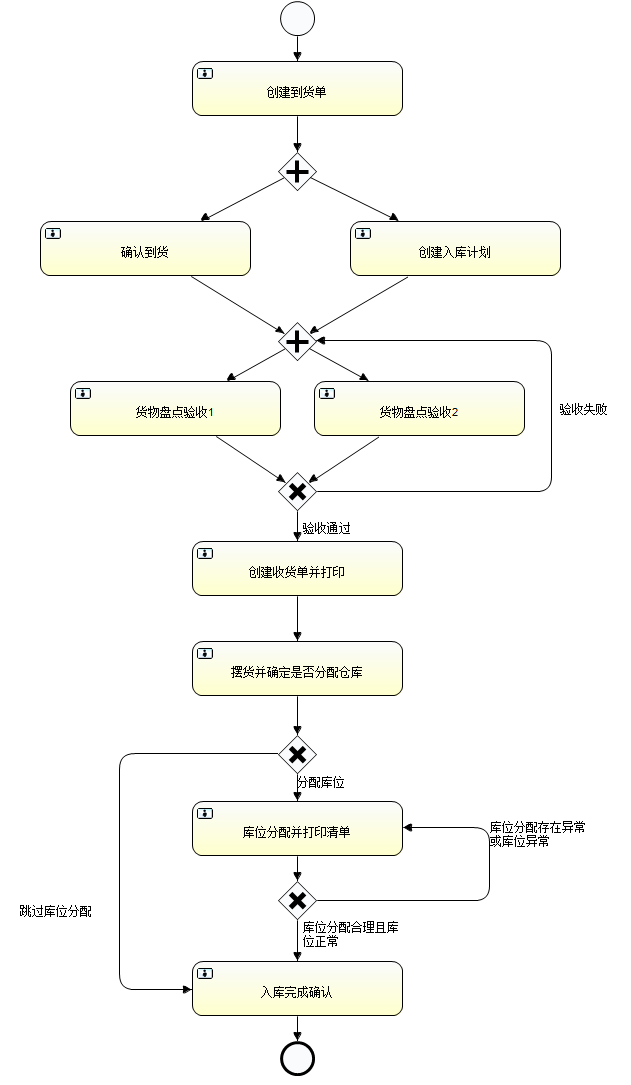 创建到货单
确认到货
创建入库计划
货物盘点验收1
货物盘点验收2
验收失败
验收通过
创建收货单并打印
摆货并确定是否分配仓库
分配库位
库位分配并打印清单
库位分配存在异常
或库位异常
跳过库位分配
库位分配合理且库
位正常
入库完成确认